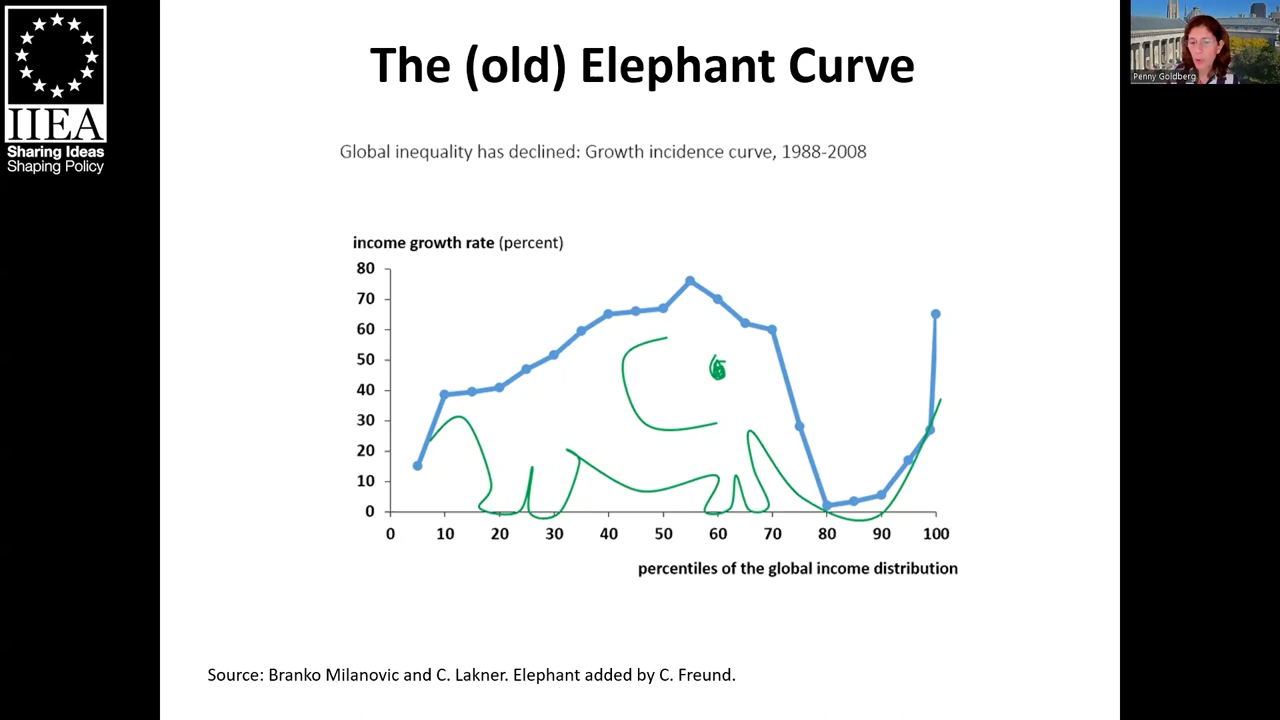 IIEA
Sharing Ideas
Shaping Policy
The (old) Elephant Curve
Penny Goldberg
Global inequality has declined: Growth incidence curve, 1988-2008
income growth rate (percent)
80
70
60
50
40
30
20
10
0
0 10 20 30 40 50 60 70 80 90 100
percentiles of the global income distribution
Source: Branko Milanovic and C. Lakner. Elephant added by C. Freund.